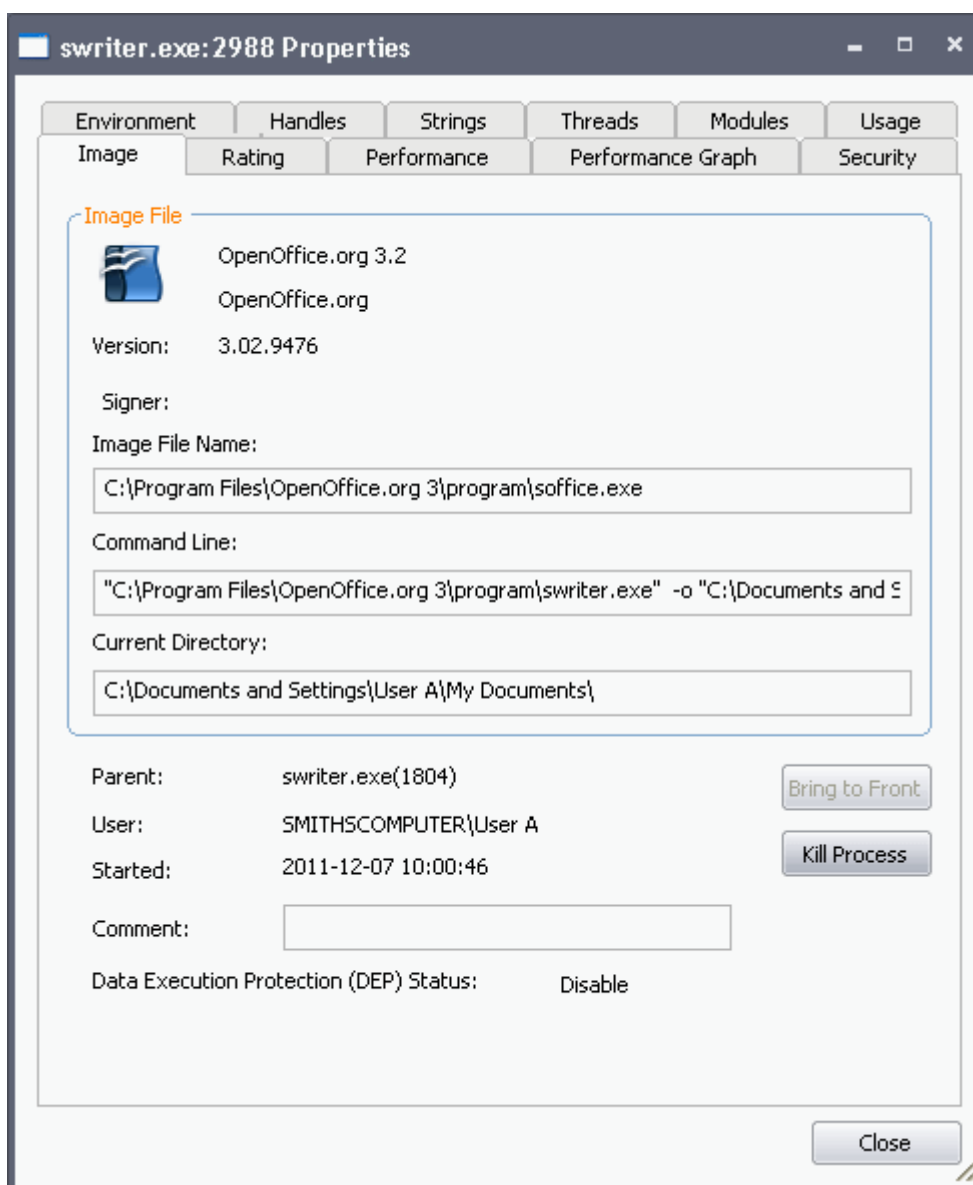 swriter.exe:2988 Properties
Environment Handles Strings Threads Modules Usage
Image Rating Performance Performance Graph Security
Image File
OpenOffice.org 3.2
OpenOffice.org
Version: 3.02.9476
Signer:
Image File Name:
C:\Program Files\OpenOffice.org 3\program\soffice.exe
Command Line:
"C:\Program Files\OpenOffice.org 3\program\swriter.exe" -o "C:\Documents and S
Current Directory:
C:\Documents and Settings\User A\My Documents\
Parent: swriter.exe(1804)
Bring to Front
User: SMITHSCOMPUTER\User A
Kill Process
Started: 2011-12-07 10:00:46
Comment:
Data Execution Protection (DEP) Status: Disable
Close